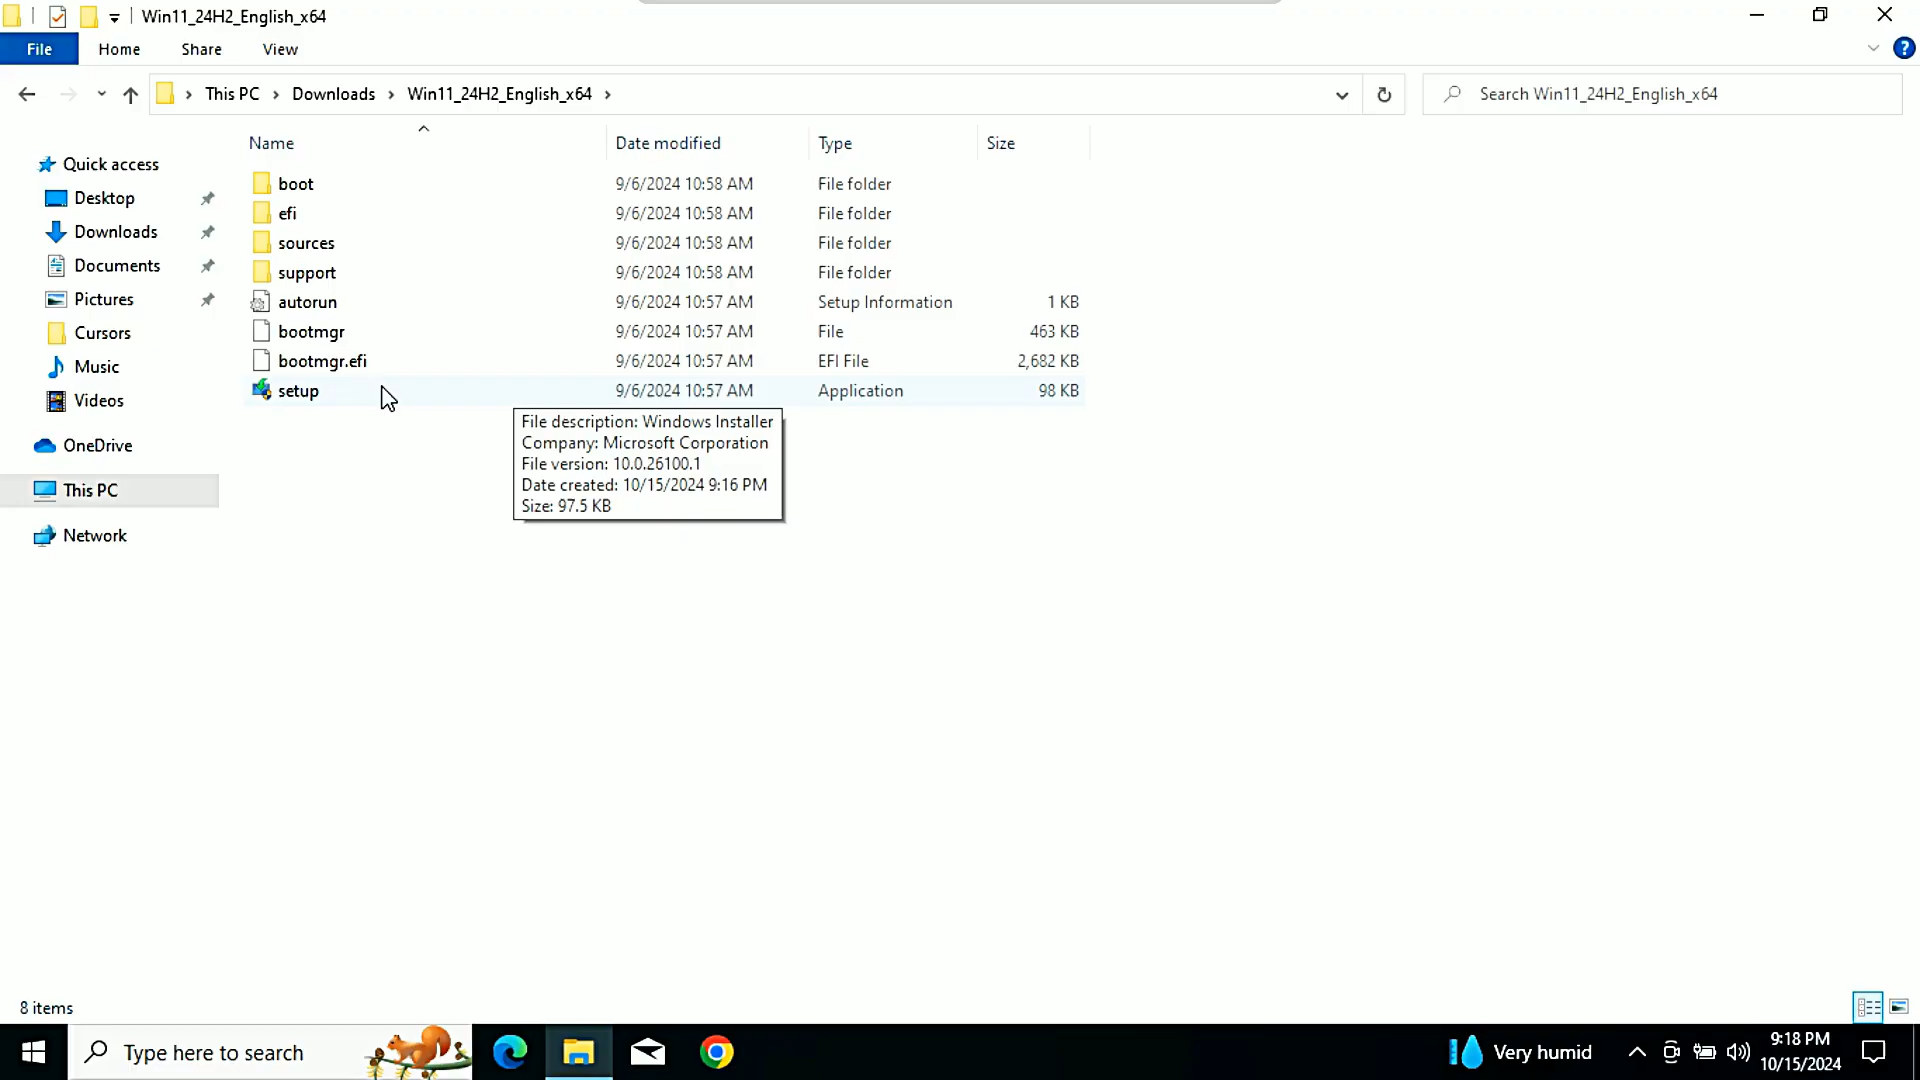 Win11_24H2_English_x64
File Home Share View
This PC Downloads Win11_24H2_English_x64
Search Win11_24H2_English_x64
Name Date modified Type Size
Quick access
Desktop
Downloads
Documents
Pictures
Cursors
Music
Videos
OneDrive
This PC
Network
boot 9/6/2024 10:58 AM File folder
efi 9/6/2024 10:58 AM File folder
sources 9/6/2024 10:58 AM File folder
support 9/6/2024 10:58 AM File folder
autorun 9/6/2024 10:57 AM Setup Information 1 KB
bootmgr 9/6/2024 10:57 AM File 463 KB
bootmgr.efi 9/6/2024 10:57 AM EFI File 2,682 KB
setup 9/6/2024 10:57 AM Application 98 KB
File description: Windows Installer
Company: Microsoft Corporation
File version: 10.0.26100.1
Date created: 10/15/2024 9:16 PM
Size: 97.5 KB
8 items
Type here to search
Very humid
9:18 PM
10/15/2024